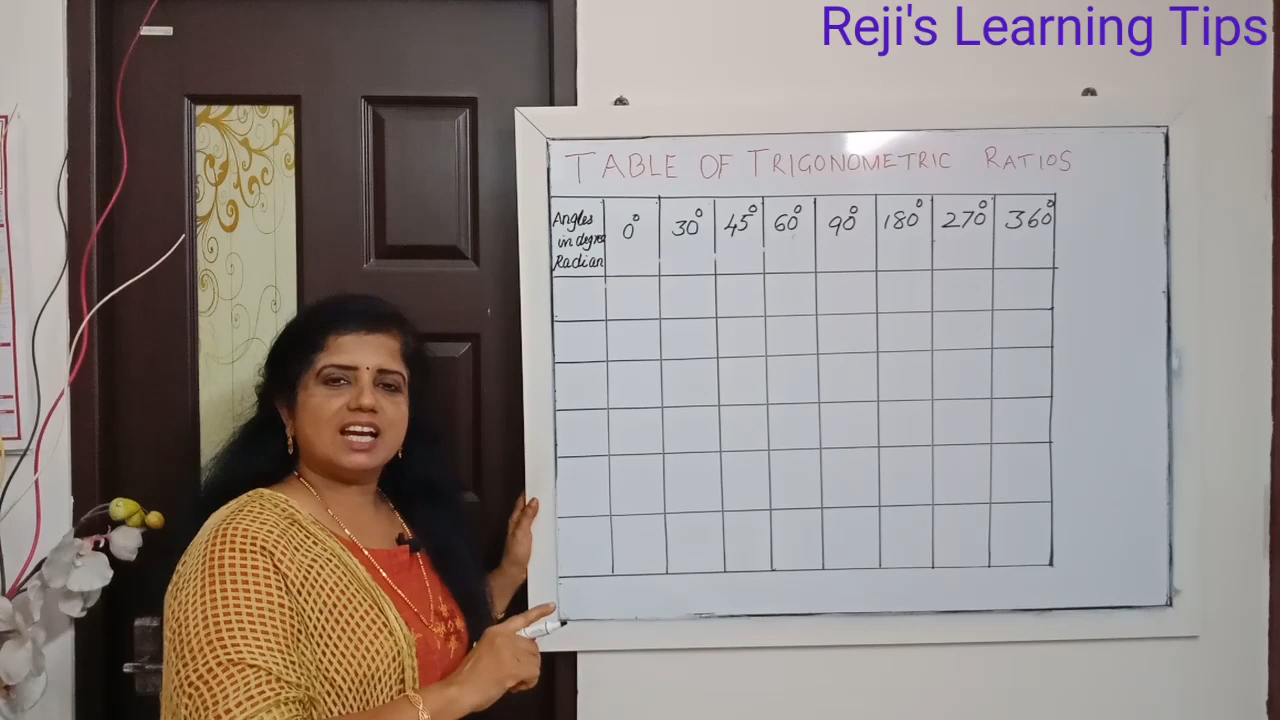 Reji's Learning Tips
TABLE OF TRIGONOMETRIC RATIOS
Angles in degree Radian 0° 30° 45° 60° 90° 180° 270° 360°